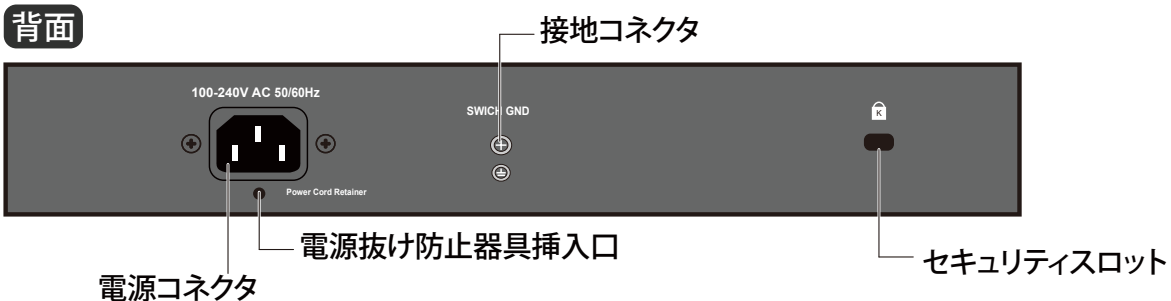 背面
接地コネクタ
100-240V AC 50/60Hz
SWICH GND
K
Power Cord Retainer
電源抜け防止器具挿入口
セキュリティスロット
電源コネクタ